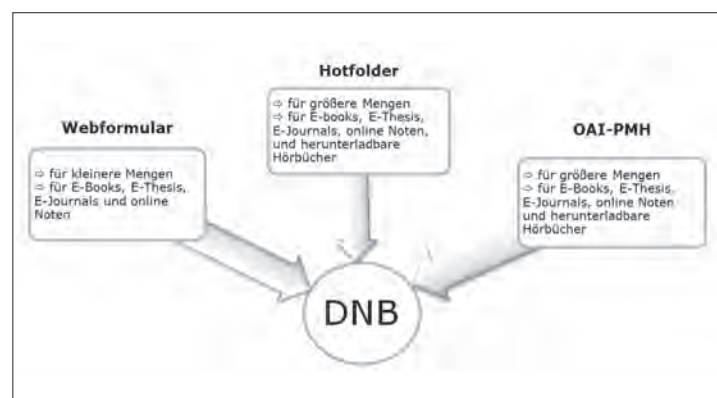 Hotfolder
⇨ für größere Mengen
⇨ für E-books, E-Thesis,
E-Journals, online Noten,
und herunterladbare
Hörbücher
Webformular
⇨ für kleinere Mengen
⇨ für E-Books, E-Thesis,
E-Journals und online
Noten
OAI-PMH
⇨ für größere Mengen
⇨ für E-Books, E-Thesis,
E-Journals, online Noten
und herunterladbare
Hörbücher
DNB